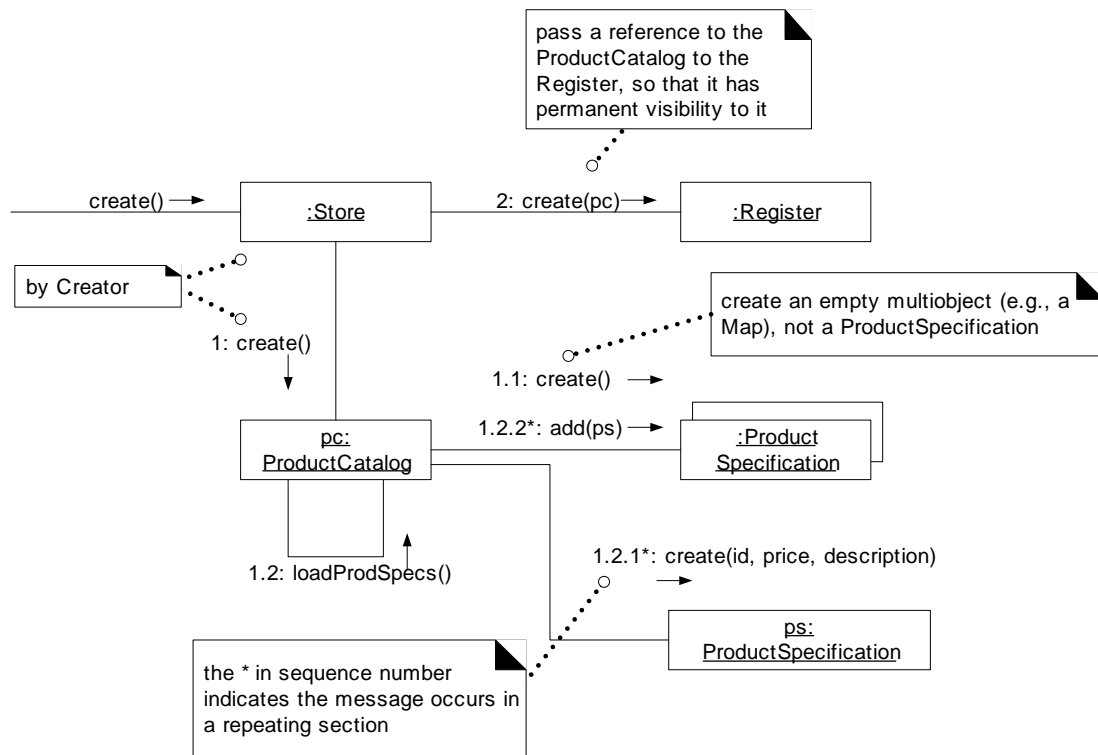 pass a reference to the
ProductCatalog to the
Register, so that it has
permanent visibility to it
create()
:Store
2: create(pc)
:Register
by Creator
create an empty multiobject (e.g., a
Map), not a ProductSpecification
1: create()
1.1: create()
1.2.2*: add(ps)
pc:
ProductCatalog
:Product
Specification
1.2: loadProdSpecs()
1.2.1*: create(id, price, description)
ps:
ProductSpecification
the * in sequence number
indicates the message occurs in
a repeating section